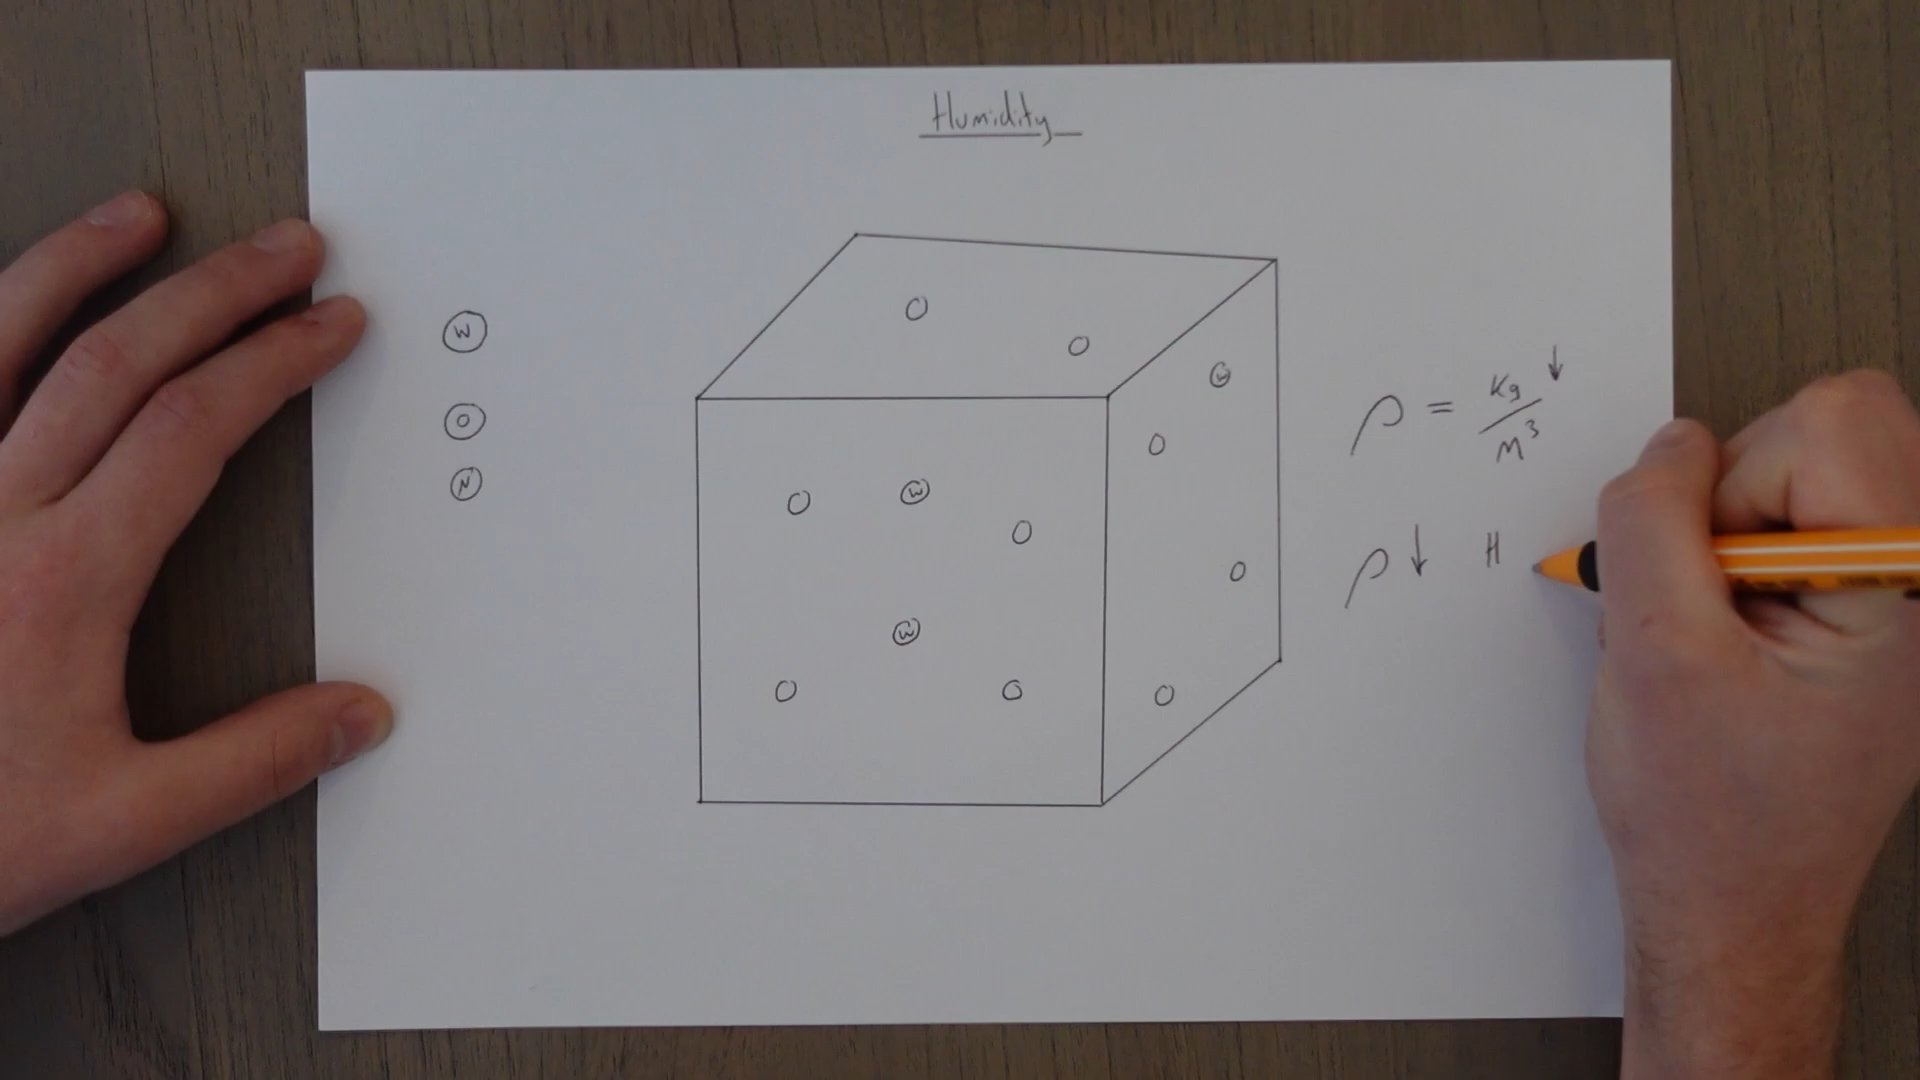 Humidity
W
O
N
W
W
W
ρ = Kg/m³ ↓
ρ ↓ H